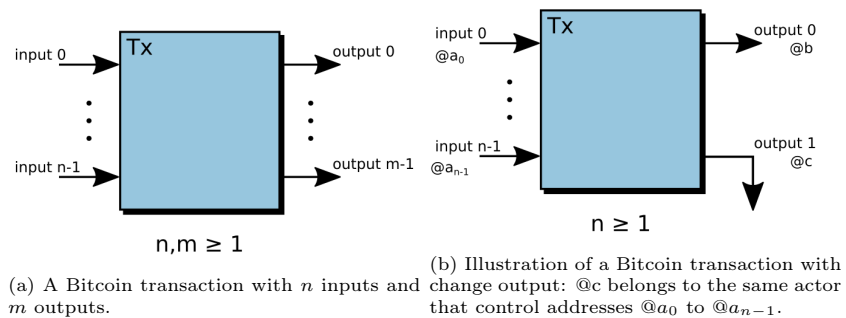 Tx
input 0
output 0
input n-1
output m-1
n,m ≥ 1
(a) A Bitcoin transaction with n inputs and
m outputs.
Tx
input 0
@a0
output 0
@b
input n-1
@an-1
output 1
@c
n ≥ 1
(b) Illustration of a Bitcoin transaction with
change output: @c belongs to the same actor
that control addresses @a0 to @an−1.